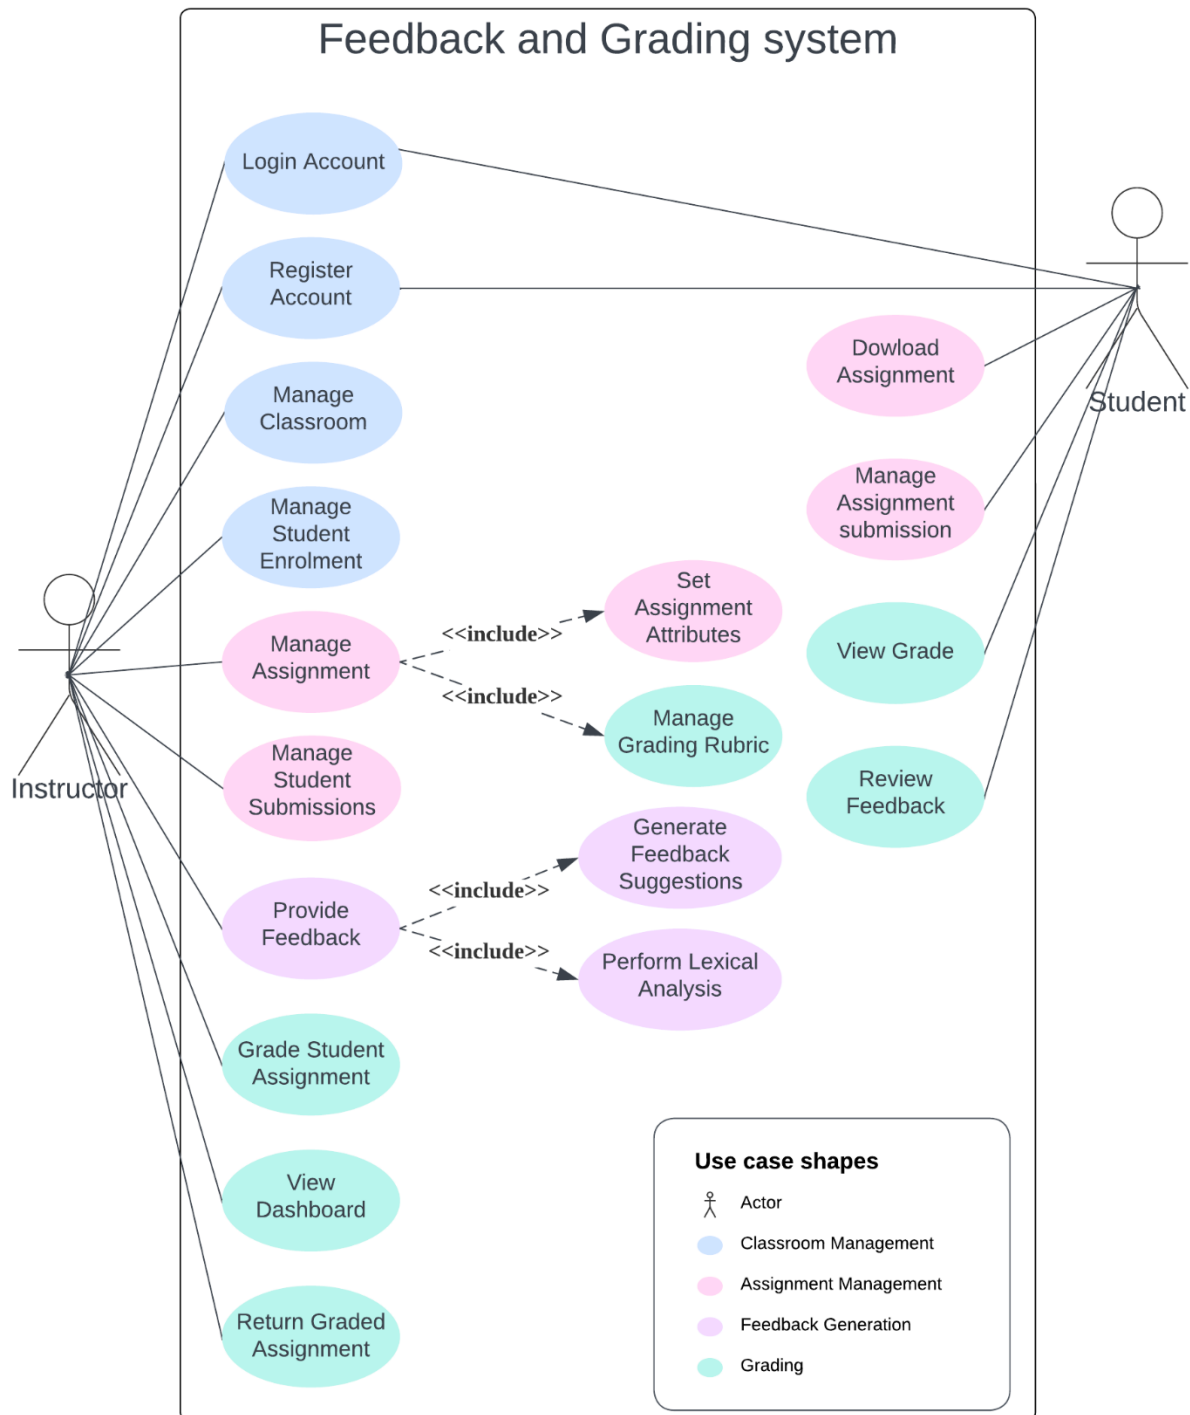 Feedback and Grading system
Login Account
Register
Account
Manage
Classroom
Manage
Student
Enrolment
Manage
Assignment
Manage
Student
Submissions
Provide
Feedback
Grade Student
Assignment
View
Dashboard
Return Graded
Assignment
Instructor
<<include>>
<<include>>
Set
Assignment
Attributes
Manage
Grading Rubric
<<include>>
<<include>>
Generate
Feedback
Suggestions
Perform Lexical
Analysis
Dowload
Assignment
Manage
Assignment
submission
View Grade
Review
Feedback
Student
Use case shapes
Actor
Classroom Management
Assignment Management
Feedback Generation
Grading